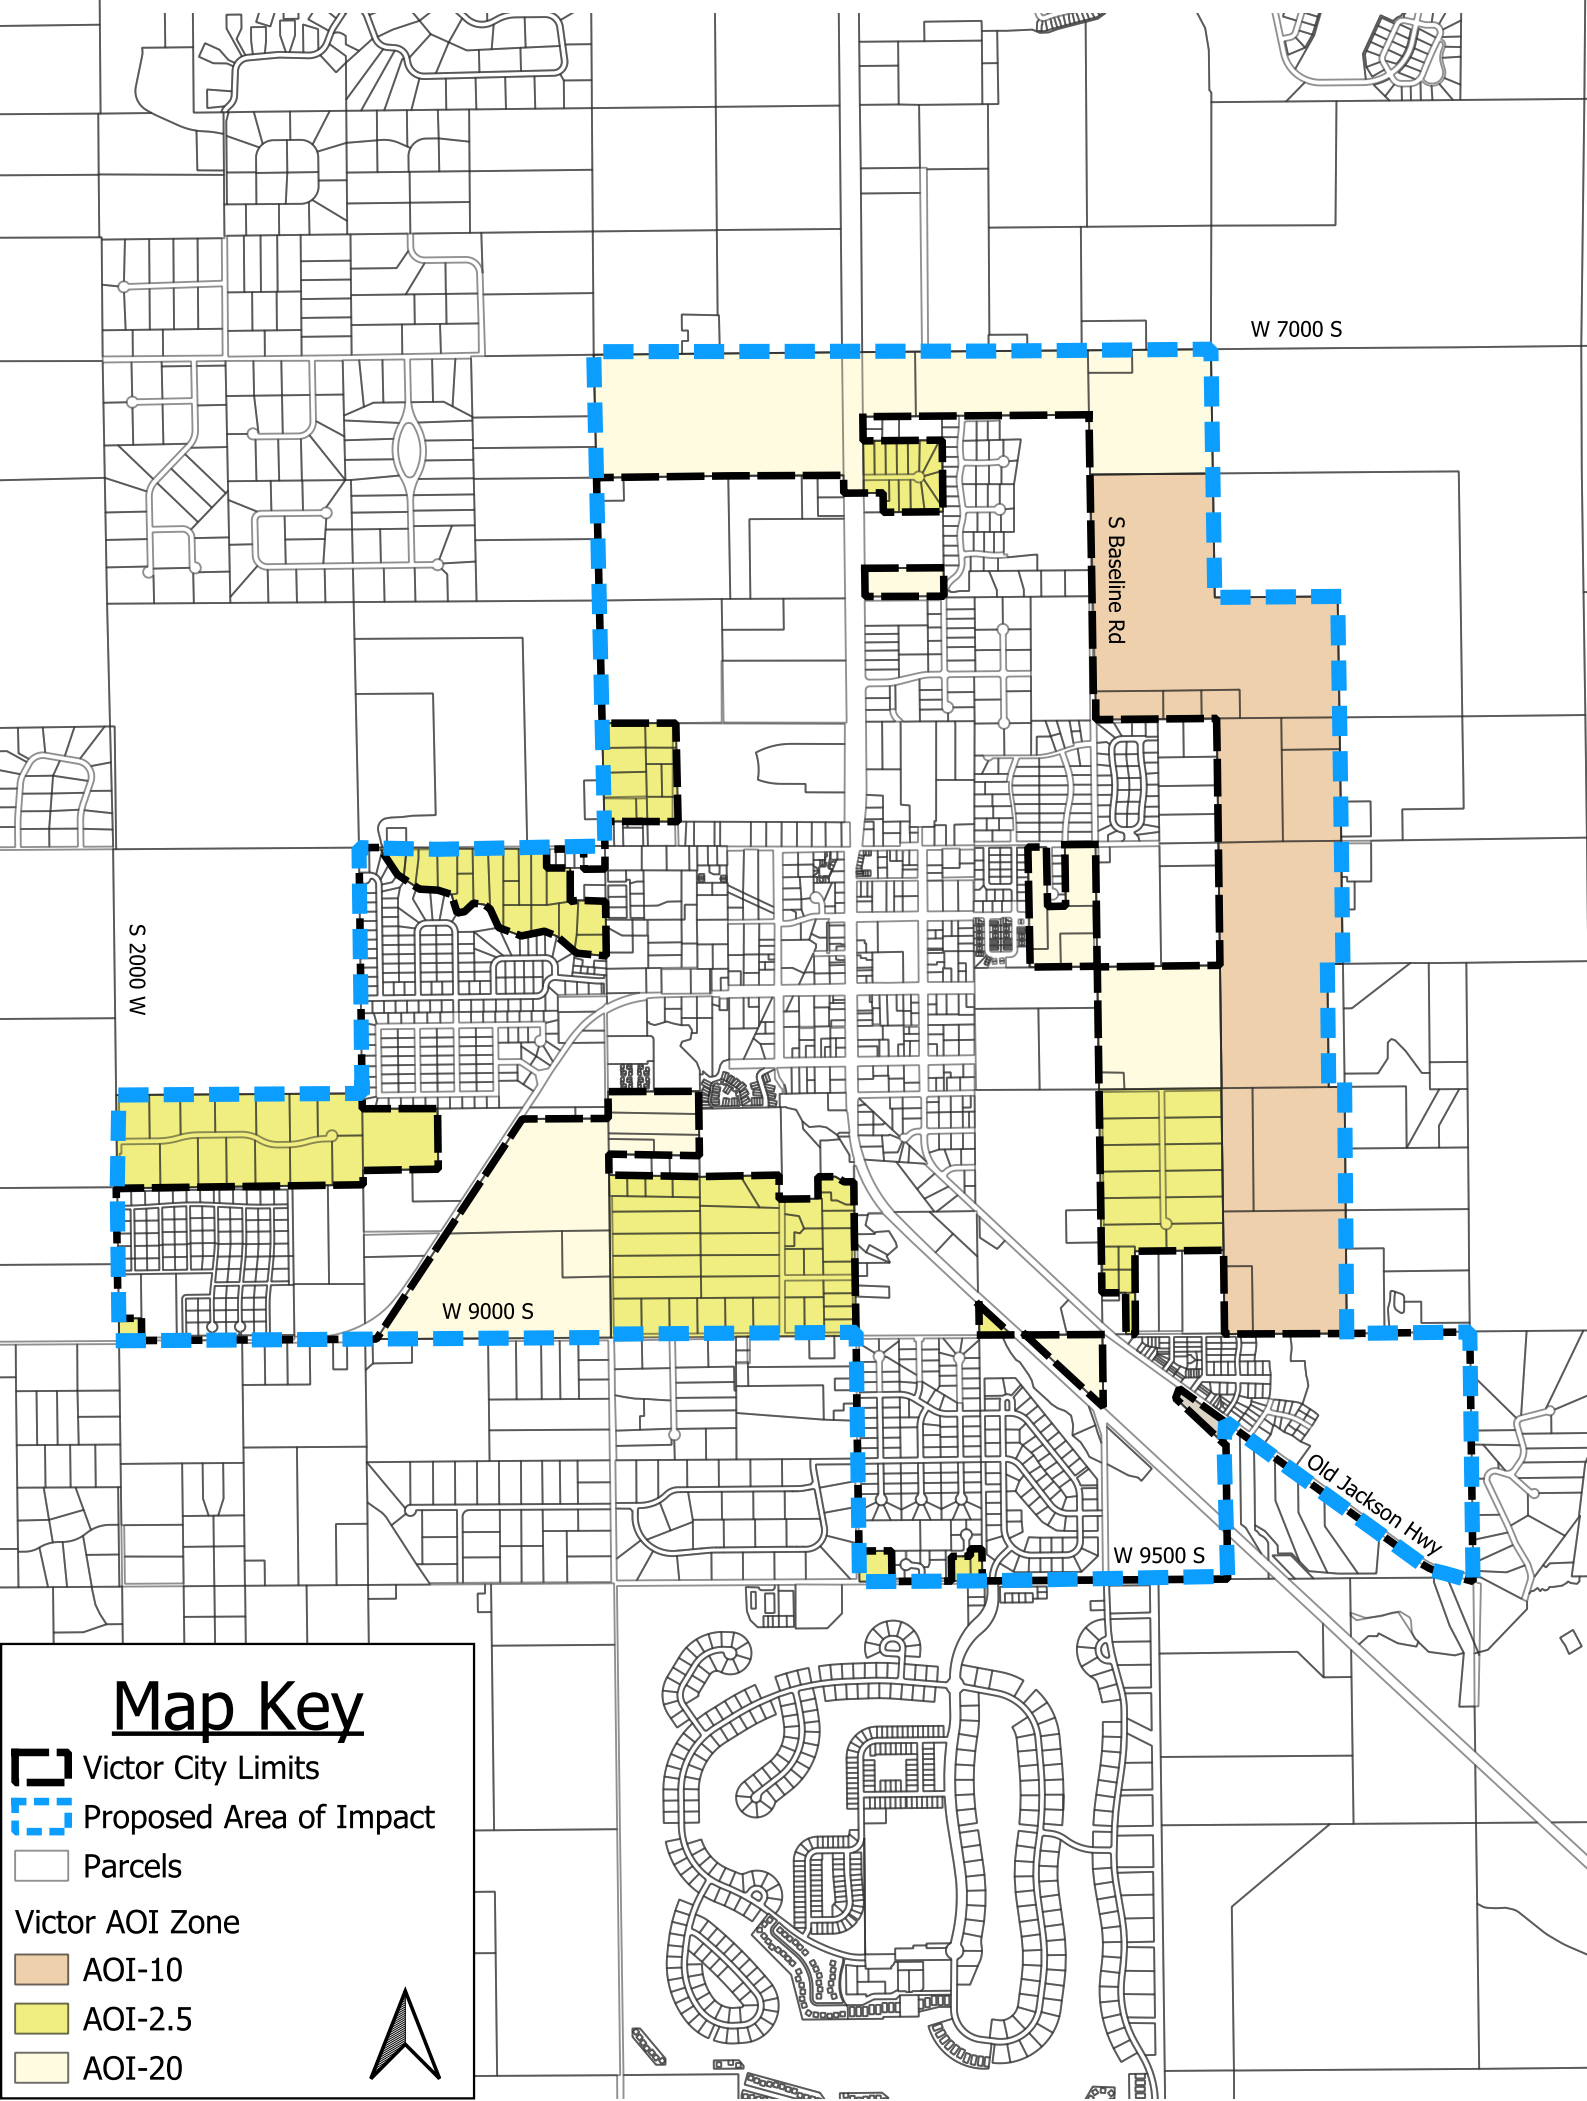 W 7000 S
S Baseline Rd
S 2000 W
W 9000 S
Old Jackson Hwy
W 9500 S
Map Key
Victor City Limits
Proposed Area of Impact
Parcels
Victor AOI Zone
AOI-10
AOI-2.5
AOI-20